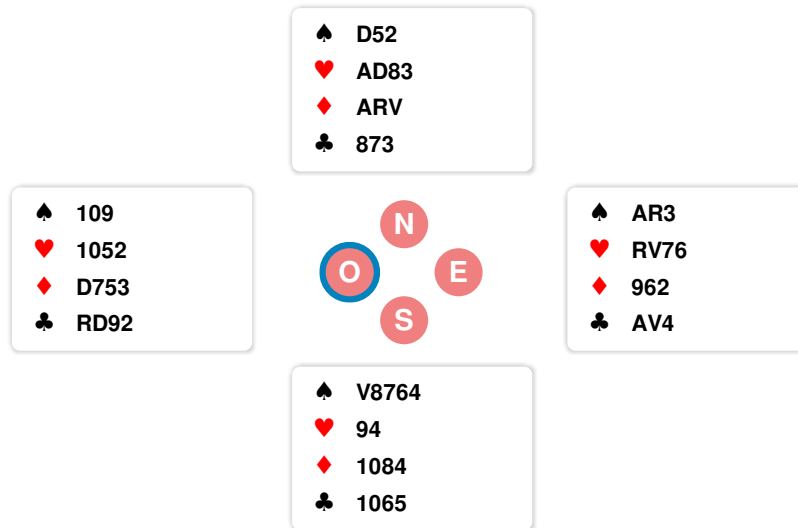 ♠ D52
♥ AD83
♦ ARV
♣ 873
♠ 109
♥ 1052
♦ D753
♣ RD92
N
O
E
S
♠ AR3
♥ RV76
♦ 962
♣ AV4
♠ V8764
♥ 94
♦ 1084
♣ 1065